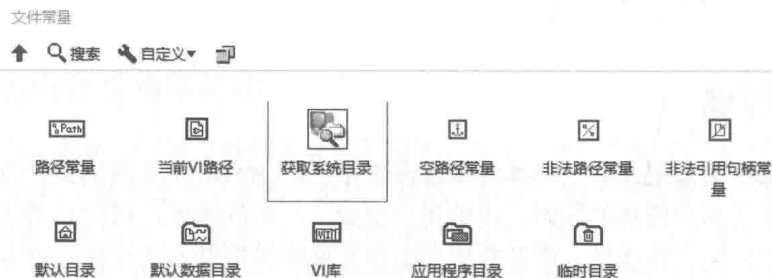 文件常量
搜索 自定义▾
Path
路径常量 当前VI路径 获取系统目录 空路径常量 非法路径常量 非法引用句柄常量
VI
默认目录 默认数据目录 VI库 应用程序目录 临时目录